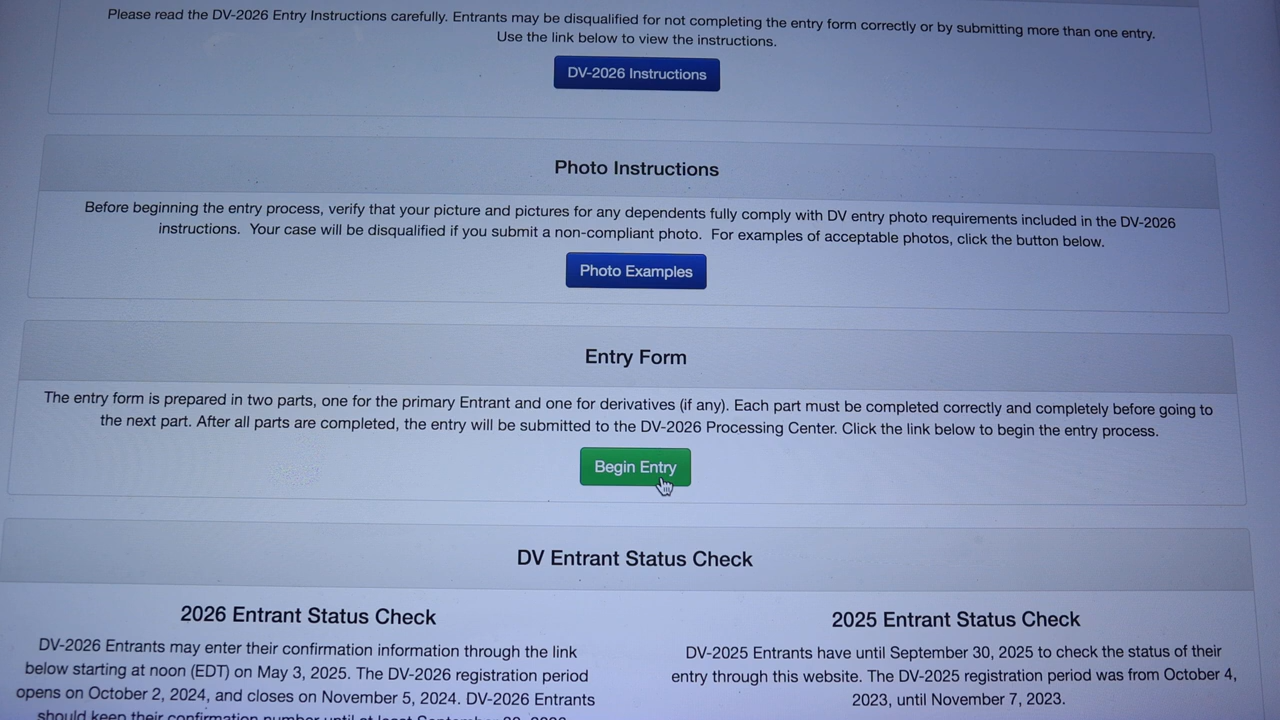 Please read the DV-2026 Entry Instructions carefully. Entrants may be disqualified for not completing the entry form correctly or by submitting more than one entry.
Use the link below to view the instructions.
DV-2026 Instructions
Photo Instructions
Before beginning the entry process, verify that your picture and pictures for any dependents fully comply with DV entry photo requirements included in the DV-2026
instructions. Your case will be disqualified if you submit a non-compliant photo. For examples of acceptable photos, click the button below.
Photo Examples
Entry Form
The entry form is prepared in two parts, one for the primary Entrant and one for derivatives (if any). Each part must be completed correctly and completely before going to
the next part. After all parts are completed, the entry will be submitted to the DV-2026 Processing Center. Click the link below to begin the entry process.
Begin Entry
DV Entrant Status Check
2026 Entrant Status Check
DV-2026 Entrants may enter their confirmation information through the link
below starting at noon (EDT) on May 3, 2025. The DV-2026 registration period
opens on October 2, 2024, and closes on November 5, 2024. DV-2026 Entrants
should keep their confirmation number until at least
2025 Entrant Status Check
DV-2025 Entrants have until September 30, 2025 to check the status of their
entry through this website. The DV-2025 registration period was from October 4,
2023, until November 7, 2023.